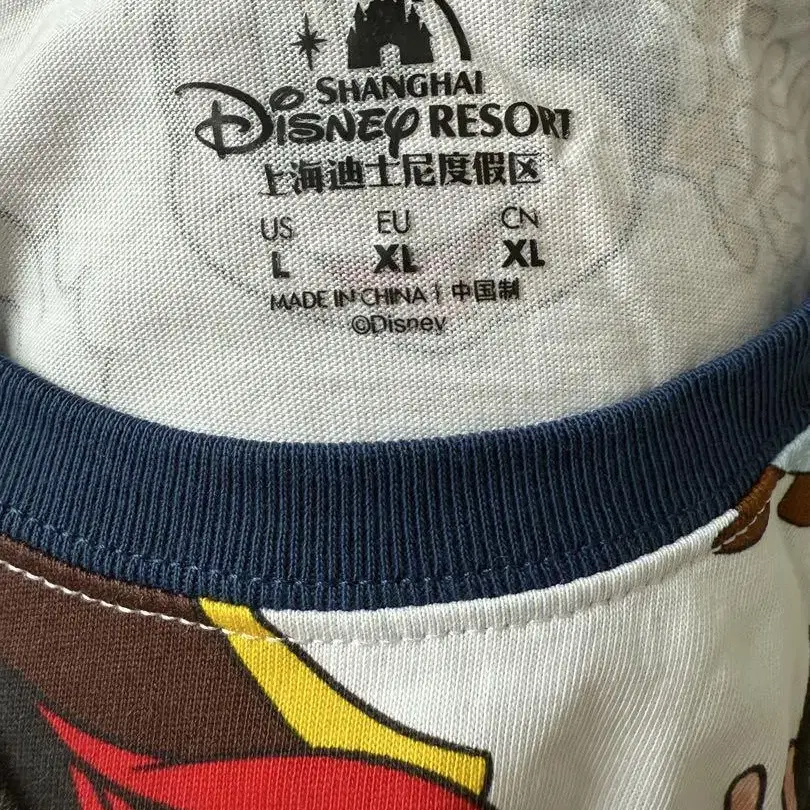 SHANGHAI
Disney RESORT
上海迪士尼度假区
US EU CN
L XL XL
MADE IN CHINA | 中国制
©Disney